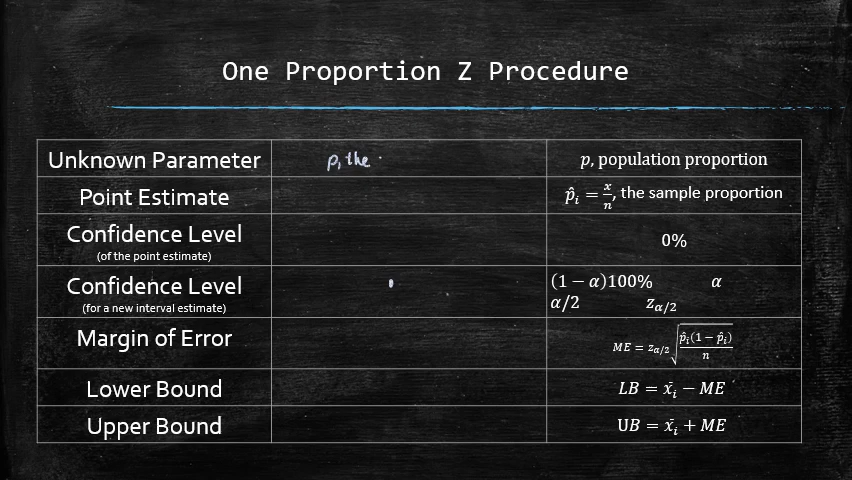 One Proportion Z Procedure
Unknown Parameter
p, the
p, population proportion
Point Estimate
p̂ᵢ = x/n, the sample proportion
Confidence Level
(of the point estimate)
0%
Confidence Level
(for a new interval estimate)
(1 − α)100% α
α/2 z_{α/2}
Margin of Error
ME = z_{α/2}√(p̂ᵢ(1−p̂ᵢ)/n)
Lower Bound
LB = x̄ᵢ − ME
Upper Bound
UB = x̄ᵢ + ME